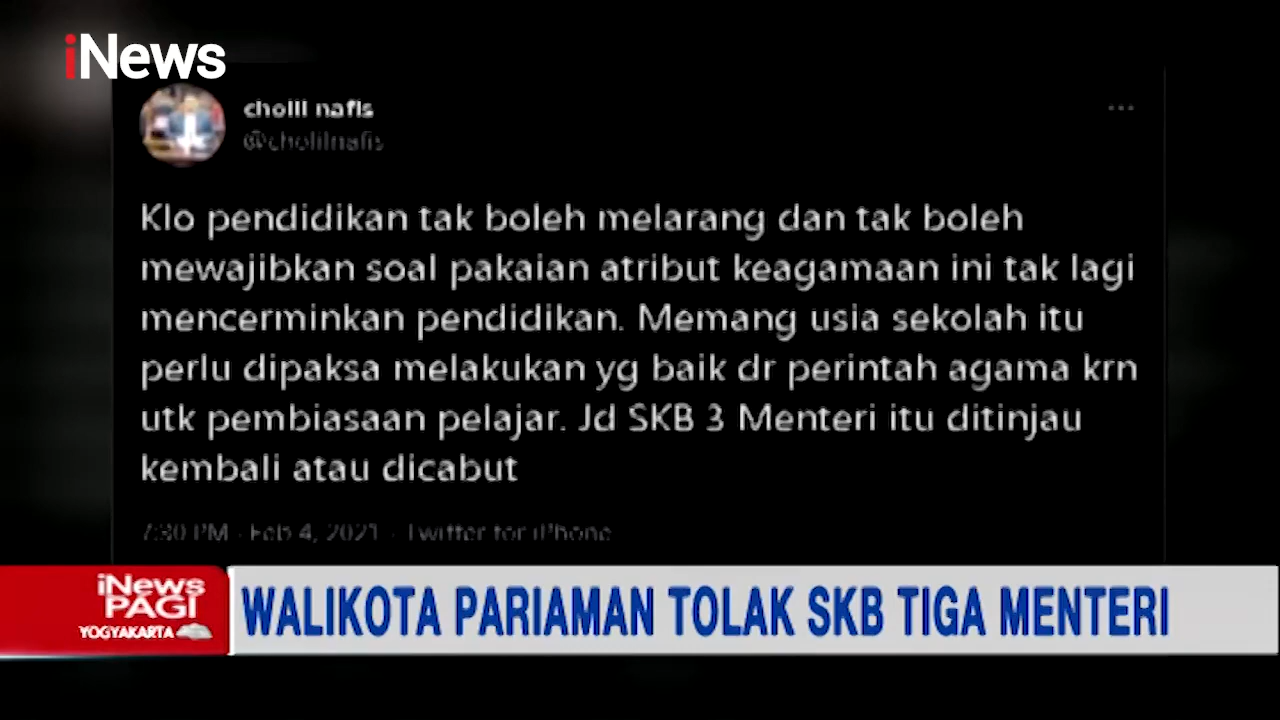 iNews
cholil nafis
@cholilnafis
Klo pendidikan tak boleh melarang dan tak boleh
mewajibkan soal pakaian atribut keagamaan ini tak lagi
mencerminkan pendidikan. Memang usia sekolah itu
perlu dipaksa melakukan yg baik dr perintah agama krn
utk pembiasaan pelajar. Jd SKB 3 Menteri itu ditinjau
kembali atau dicabut
7:30 PM · Feb 4, 2021 · Twitter for iPhone
iNews
PAGI
YOGYAKARTA
WALIKOTA PARIAMAN TOLAK SKB TIGA MENTERI